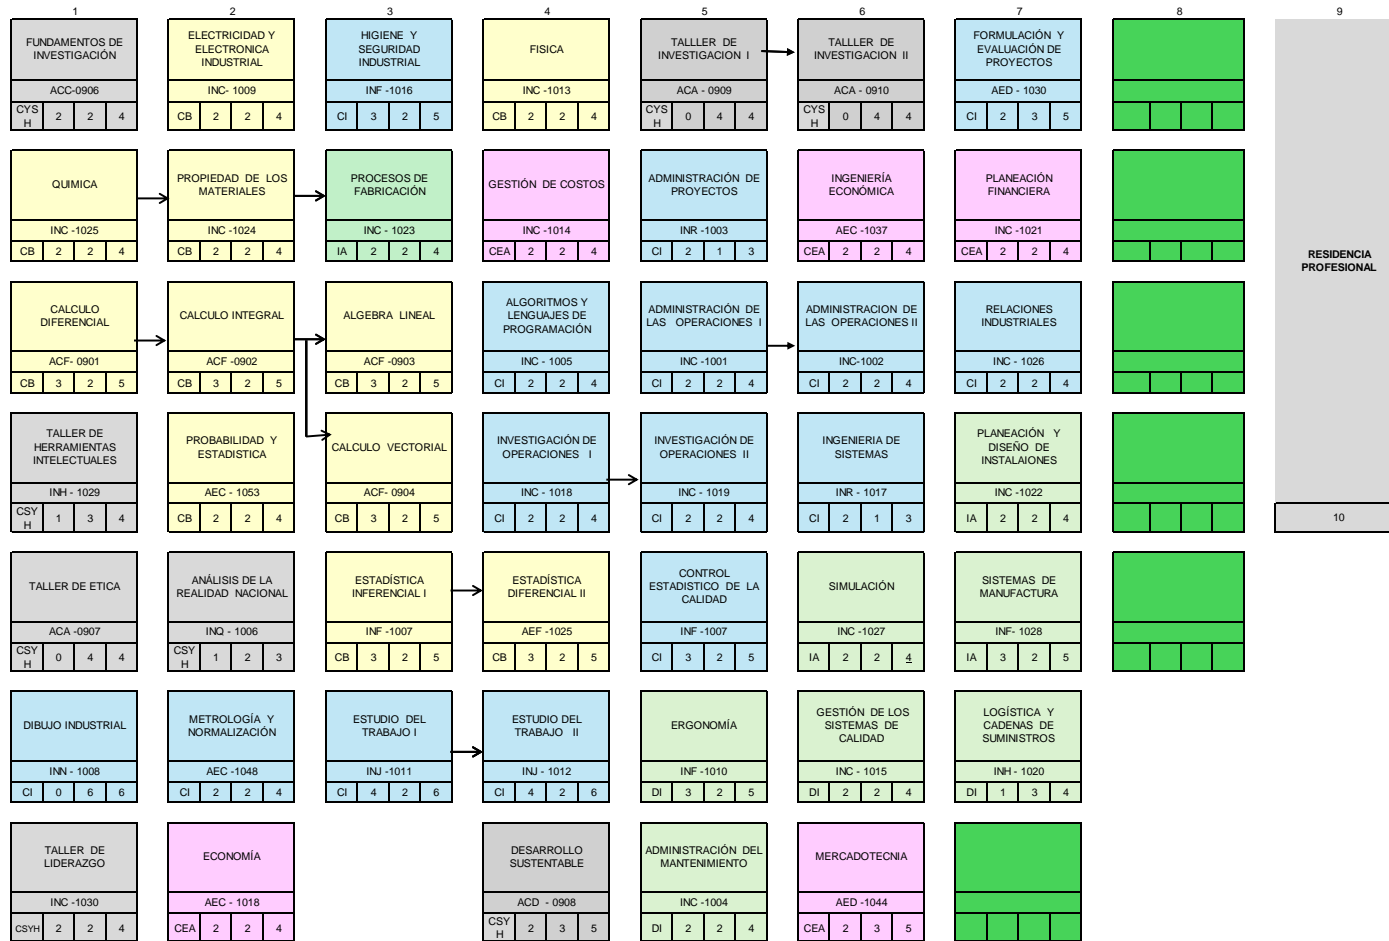 1 2 3 4 5 6 7 8 9
FUNDAMENTOS DE
INVESTIGACIÓN
ACC-0906
CYS
H 2 2 4
ELECTRICIDAD Y
ELECTRONICA
INDUSTRIAL
INC- 1009
CB 2 2 4
HIGIENE Y
SEGURIDAD
INDUSTRIAL
INF -1016
CI 3 2 5
FISICA
INC -1013
CB 2 2 4
TALLLER DE
INVESTIGACION I
ACA - 0909
CYS
H 0 4 4
TALLLER DE
INVESTIGACION II
ACA - 0910
CYS
H 0 4 4
FORMULACIÓN Y
EVALUACIÓN DE
PROYECTOS
AED - 1030
CI 2 3 5
QUIMICA
INC -1025
CB 2 2 4
PROPIEDAD DE LOS
MATERIALES
INC -1024
CB 2 2 4
PROCESOS DE
FABRICACIÓN
INC - 1023
IA 2 2 4
GESTIÓN DE COSTOS
INC -1014
CEA 2 2 4
ADMINISTRACIÓN DE
PROYECTOS
INR -1003
CI 2 1 3
INGENIERÍA
ECONÓMICA
AEC -1037
CEA 2 2 4
PLANEACIÓN
FINANCIERA
INC -1021
CEA 2 2 4
RESIDENCIA
PROFESIONAL
CALCULO
DIFERENCIAL
ACF- 0901
CB 3 2 5
CALCULO INTEGRAL
ACF -0902
CB 3 2 5
ALGEBRA LINEAL
ACF -0903
CB 3 2 5
ALGORITMOS Y
LENGUAJES DE
PROGRAMACIÓN
INC - 1005
CI 2 2 4
ADMINISTRACIÓN DE
LAS OPERACIONES I
INC -1001
CI 2 2 4
ADMINISTRACION DE
LAS OPERACIONES II
INC-1002
CI 2 2 4
RELACIONES
INDUSTRIALES
INC - 1026
CI 2 2 4
TALLER DE
HERRAMIENTAS
INTELECTUALES
INH - 1029
CSY
H 1 3 4
PROBABILIDAD Y
ESTADISTICA
AEC - 1053
CB 2 2 4
CALCULO VECTORIAL
ACF- 0904
CB 3 2 5
INVESTIGACIÓN DE
OPERACIONES I
INC - 1018
CI 2 2 4
INVESTIGACIÓN DE
OPERACIONES II
INC - 1019
CI 2 2 4
INGENIERIA DE
SISTEMAS
INR - 1017
CI 2 1 3
PLANEACIÓN Y
DISEÑO DE
INSTALAIONES
INC -1022
IA 2 2 4
10
TALLER DE ETICA
ACA -0907
CSY
H 0 4 4
ANÁLISIS DE LA
REALIDAD NACIONAL
INQ - 1006
CSY
H 1 2 3
ESTADÍSTICA
INFERENCIAL I
INF -1007
CB 3 2 5
ESTADÍSTICA
DIFERENCIAL II
AEF -1025
CB 3 2 5
CONTROL
ESTADISTICO DE LA
CALIDAD
INF -1007
CI 3 2 5
SIMULACIÓN
INC -1027
IA 2 2 4
SISTEMAS DE
MANUFACTURA
INF- 1028
IA 3 2 5
DIBUJO INDUSTRIAL
INN - 1008
CI 0 6 6
METROLOGÍA Y
NORMALIZACIÓN
AEC -1048
CI 2 2 4
ESTUDIO DEL
TRABAJO I
INJ -1011
CI 4 2 6
ESTUDIO DEL
TRABAJO II
INJ - 1012
CI 4 2 6
ERGONOMÍA
INF -1010
DI 3 2 5
GESTIÓN DE LOS
SISTEMAS DE
CALIDAD
INC - 1015
DI 2 2 4
LOGÍSTICA Y
CADENAS DE
SUMINISTROS
INH - 1020
DI 1 3 4
TALLER DE
LIDERAZGO
INC -1030
CSYH 2 2 4
ECONOMÍA
AEC - 1018
CEA 2 2 4
DESARROLLO
SUSTENTABLE
ACD - 0908
CSY
H 2 3 5
ADMINISTRACIÓN DEL
MANTENIMIENTO
INC -1004
DI 2 2 4
MERCADOTECNIA
AED -1044
CEA 2 3 5